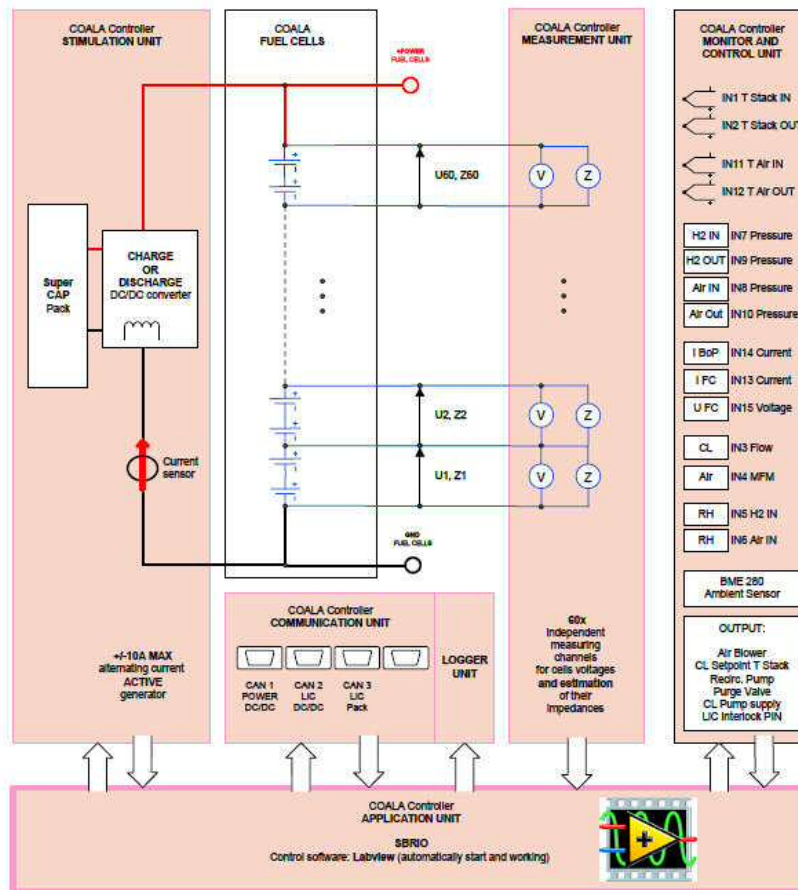 COALA Controller
STIMULATION UNIT
Super
CAP
Pack
CHARGE
OR
DISCHARGE
DC/DC converter
Current
sensor
+/-10A MAX
alternating current
ACTIVE
generator
COALA
FUEL CELLS
+POWER
FUEL CELLS
U60, Z60
U2, Z2
U1, Z1
GND
FUEL CELLS
COALA Controller
MEASUREMENT UNIT
V
Z
V
Z
V
Z
60x
Independent
measuring
channels
for cells voltages
and estimation
of their
Impedances
COALA Controller
MONITOR AND
CONTROL UNIT
IN1 T Stack IN
IN2 T Stack OUT
IN11 T Air IN
IN12 T Air OUT
H2 IN IN7 Pressure
H2 OUT IN9 Pressure
Air IN IN8 Pressure
Air Out IN10 Pressure
I BoP IN14 Current
I FC IN13 Current
U FC IN15 Voltage
CL IN3 Flow
Air IN4 MFM
RH IN5 H2 IN
RH IN6 Air IN
BME 280
Ambient Sensor
OUTPUT:
Air Blower
CL Setpoint T Stack
Recirc. Pump
Purge Valve
CL Pump supply
LIC Interlock PIN
COALA Controller
COMMUNICATION UNIT
CAN 1
POWER
DC/DC
CAN 2
LIC
DC/DC
CAN 3
LIC
Pack
LOGGER
UNIT
COALA Controller
APPLICATION UNIT
SBRIO
Control software: Labview (automatically start and working)